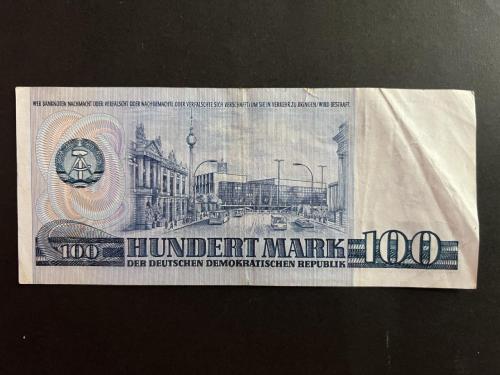 WER BANKNOTEN NACHMACHT ODER VERFÄLSCHT ODER NACHGEMACHTE ODER VERFÄLSCHTE SICH VERSCHAFFT, UM SIE IN VERKEHR ZU BRINGEN, WIRD BESTRAFT.
100 HUNDERT MARK 100
DER DEUTSCHEN DEMOKRATISCHEN REPUBLIK